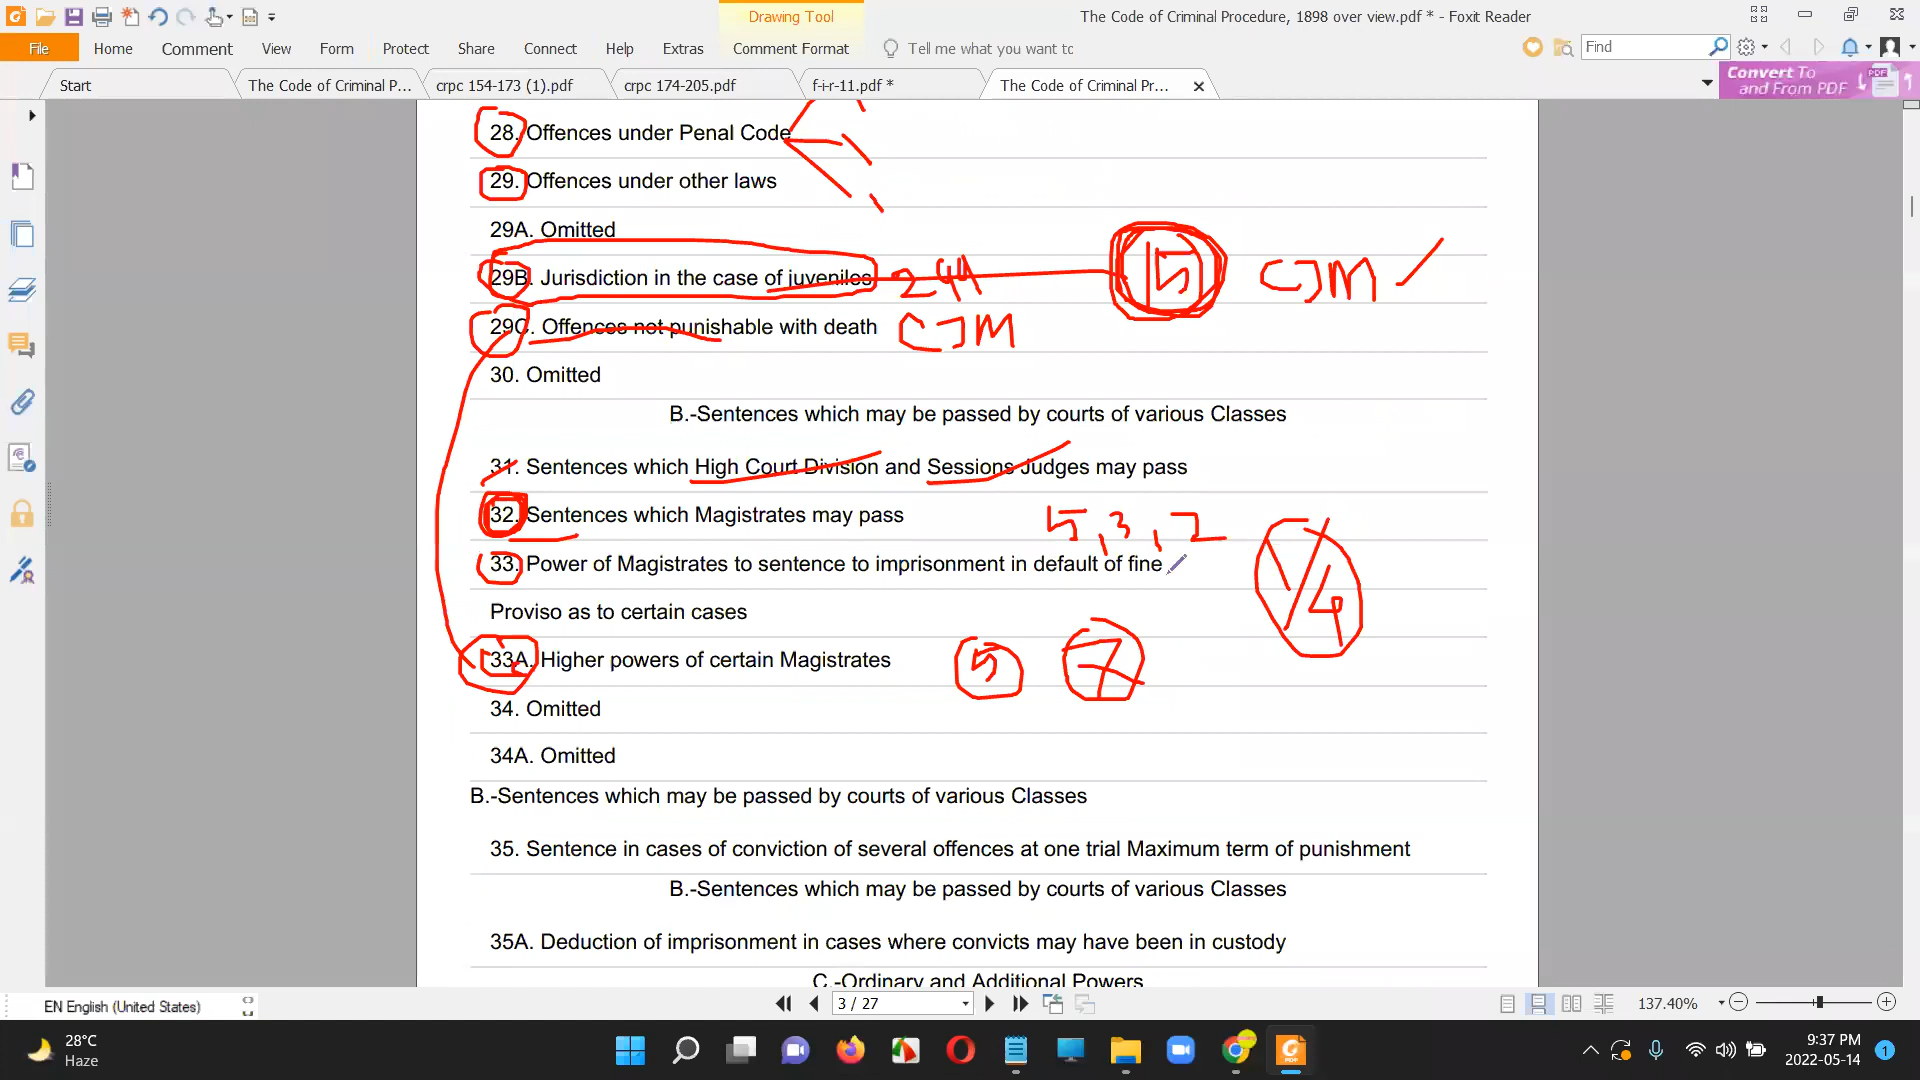 Drawing Tool
The Code of Criminal Procedure, 1898 over view.pdf * - Foxit Reader
File Home Comment View Form Protect Share Connect Help Extras Comment Format Tell me what you want to Find
Start The Code of Criminal P... crpc 154-173 (1).pdf crpc 174-205.pdf f-i-r-11.pdf * The Code of Criminal Pr...
Convert To
and From PDF
PDF
28. Offences under Penal Code
29. Offences under other laws
29A. Omitted
29B. Jurisdiction in the case of juveniles 15 CJM
29C. Offences not punishable with death CJM
30. Omitted
B.-Sentences which may be passed by courts of various Classes
31. Sentences which High Court Division and Sessions Judges may pass
32. Sentences which Magistrates may pass 5, 3, 2
33. Power of Magistrates to sentence to imprisonment in default of fine 1/4
Proviso as to certain cases
33A. Higher powers of certain Magistrates 5 7
34. Omitted
34A. Omitted
B.-Sentences which may be passed by courts of various Classes
35. Sentence in cases of conviction of several offences at one trial Maximum term of punishment
B.-Sentences which may be passed by courts of various Classes
35A. Deduction of imprisonment in cases where convicts may have been in custody
C.-Ordinary and Additional Powers
EN English (United States)
3 / 27
137.40%
28°C
Haze
9:37 PM
2022-05-14
1